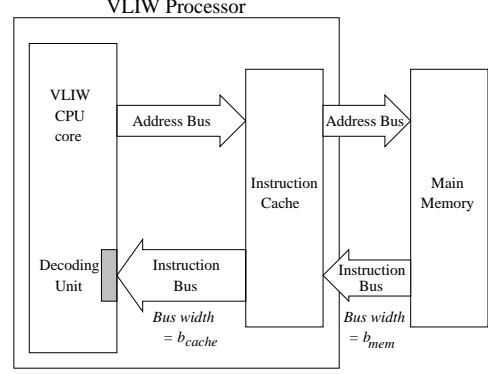 VLIW Processor
VLIW
CPU
core
Address Bus
Address Bus
Instruction
Cache
Main
Memory
Decoding
Unit
Instruction
Bus
Instruction
Bus
Bus width
= b_cache
Bus width
= b_mem